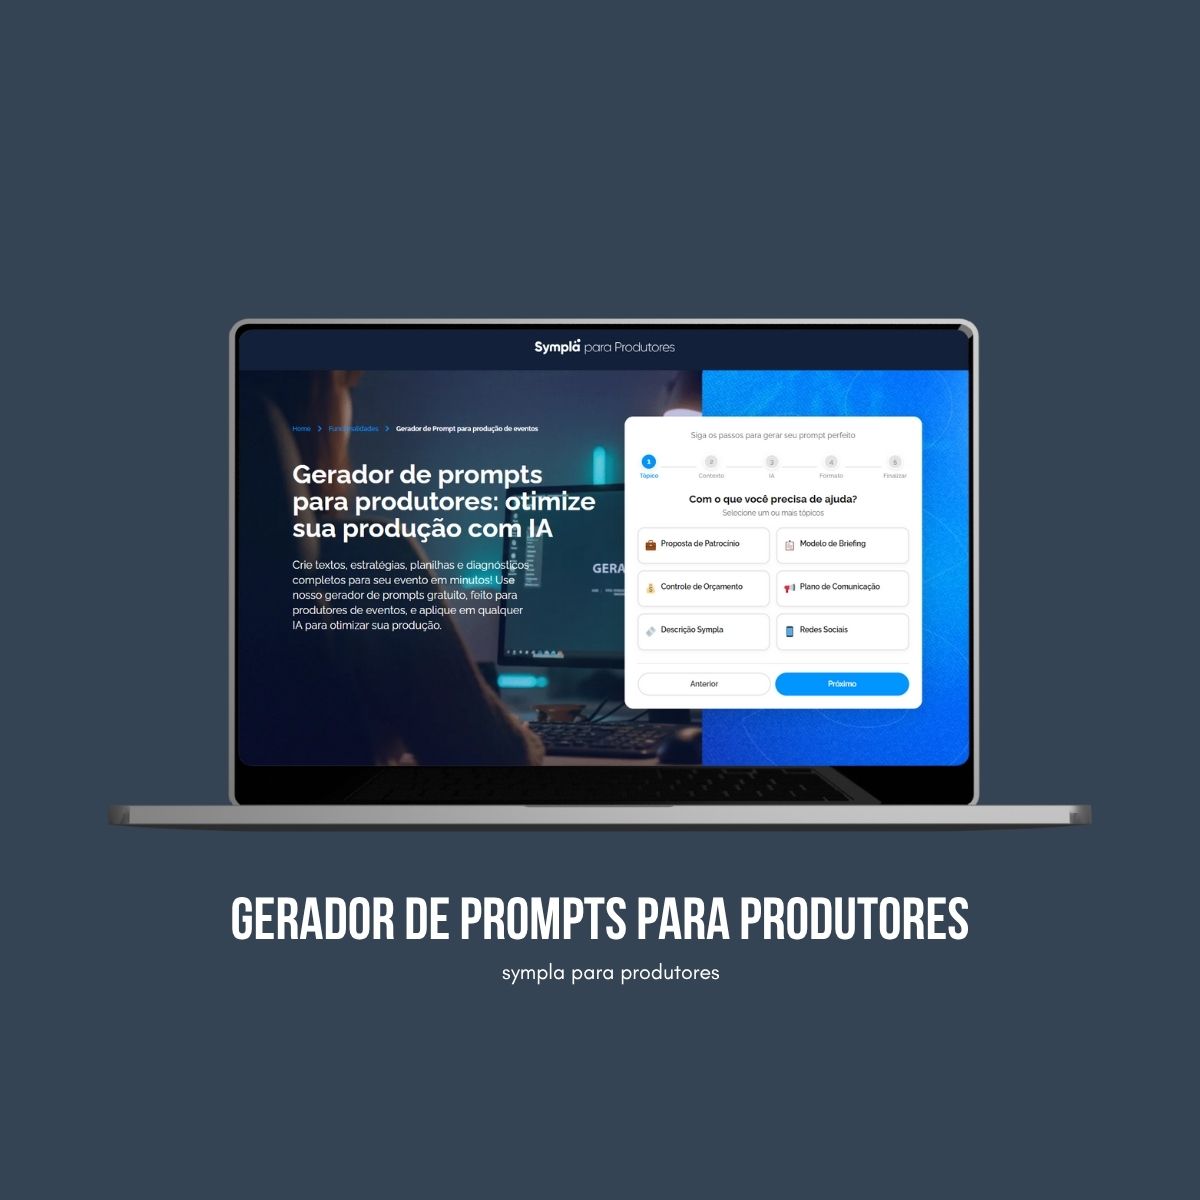 Sympla para Produtores
Home > Funcionalidades > Gerador de Prompt para produção de eventos
Gerador de prompts
para produtores: otimize
sua produção com IA
Crie textos, estratégias, planilhas e diagnósticos
completos para seu evento em minutos! Use
nosso gerador de prompts gratuito, feito para
produtores de eventos, e aplique em qualquer
IA para otimizar sua produção.
GERA
Siga os passos para gerar seu prompt perfeito
1 2 3 4 5
Tópico Contexto IA Formato Finalizar
Com o que você precisa de ajuda?
Selecione um ou mais tópicos
Proposta de Patrocínio Modelo de Briefing
Controle de Orçamento Plano de Comunicação
Descrição Sympla Redes Sociais
Anterior Próximo
GERADOR DE PROMPTS PARA PRODUTORES
sympla para produtores